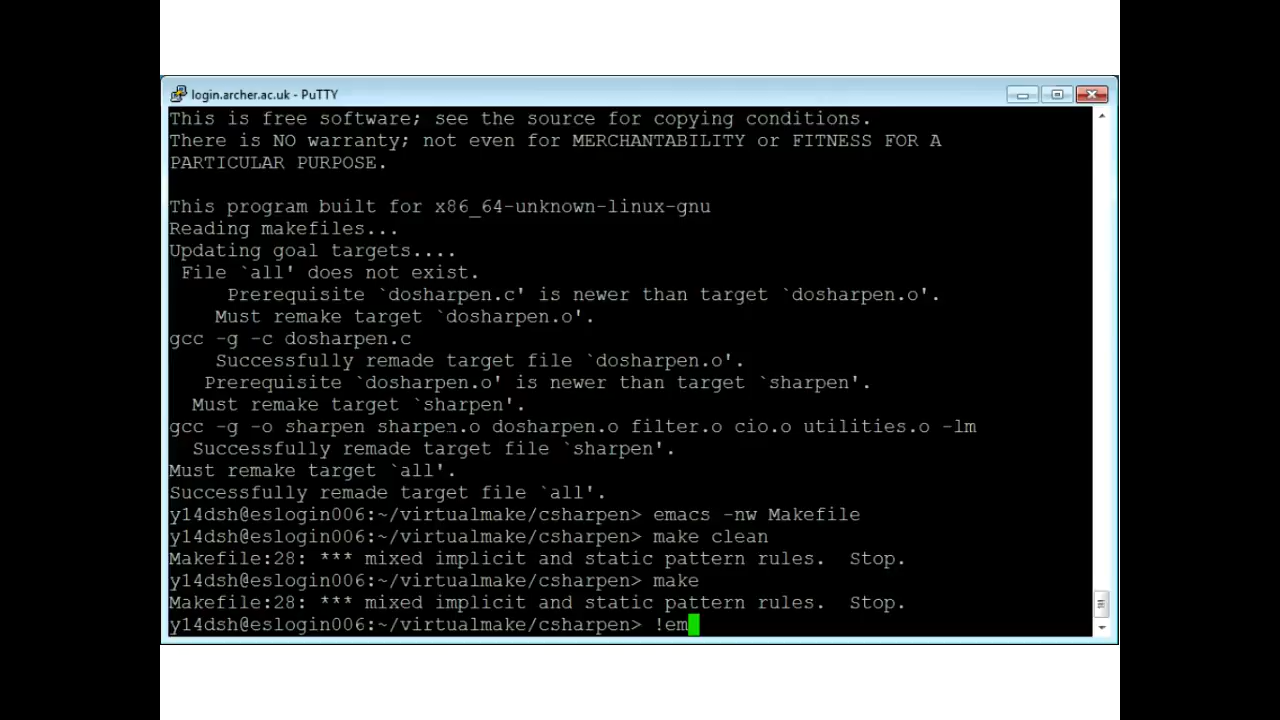 login.archer.ac.uk - PuTTY
This is free software; see the source for copying conditions.
There is NO warranty; not even for MERCHANTABILITY or FITNESS FOR A
PARTICULAR PURPOSE.
This program built for x86_64-unknown-linux-gnu
Reading makefiles...
Updating goal targets....
File `all' does not exist.
Prerequisite `dosharpen.c' is newer than target `dosharpen.o'.
Must remake target `dosharpen.o'.
gcc -g -c dosharpen.c
Successfully remade target file `dosharpen.o'.
Prerequisite `dosharpen.o' is newer than target `sharpen'.
Must remake target `sharpen'.
gcc -g -o sharpen sharpen.o dosharpen.o filter.o cio.o utilities.o -lm
Successfully remade target file `sharpen'.
Must remake target `all'.
Successfully remade target file `all'.
y14dsh@eslogin006:~/virtualmake/csharpen> emacs -nw Makefile
y14dsh@eslogin006:~/virtualmake/csharpen> make clean
Makefile:28: *** mixed implicit and static pattern rules.  Stop.
y14dsh@eslogin006:~/virtualmake/csharpen> make
Makefile:28: *** mixed implicit and static pattern rules.  Stop.
y14dsh@eslogin006:~/virtualmake/csharpen> !em